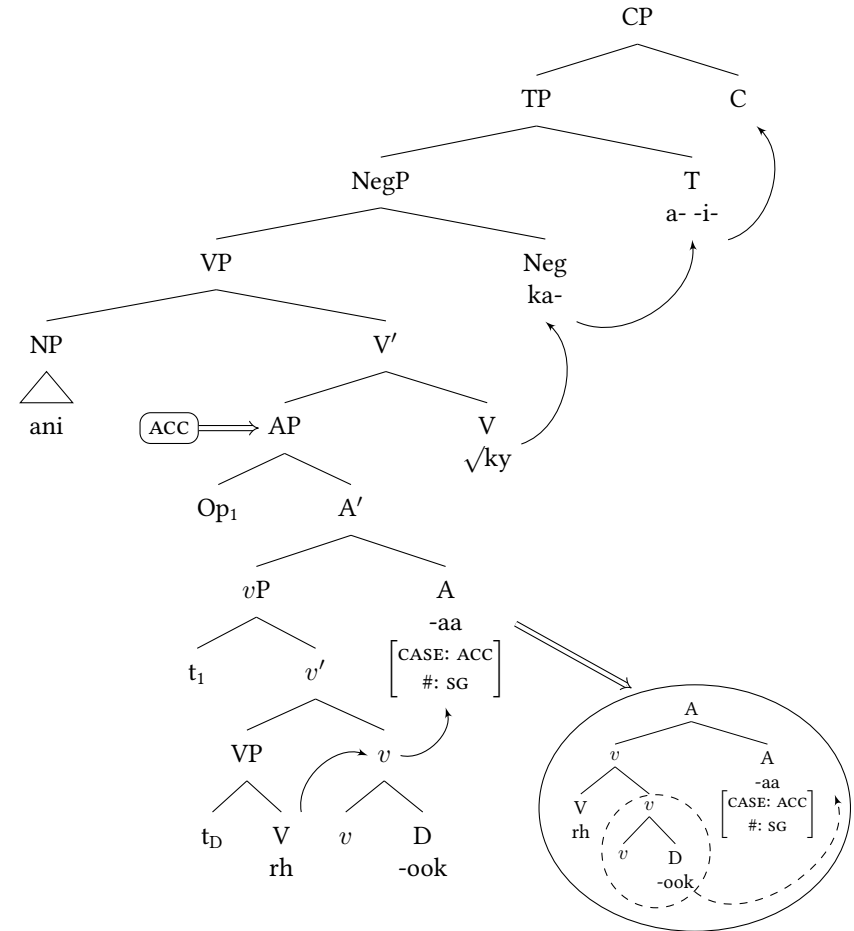 CP
TP C
NegP T
a- -i-
VP Neg
ka-
NP V′
ani ACC AP V
√ky
Op₁ A′
vP A
-aa
t₁ v′ [CASE: ACC
#: SG]
VP v
t_D V v D
rh -ook
A
v A
-aa
V v [CASE: ACC
rh #: SG]
v D
-ook